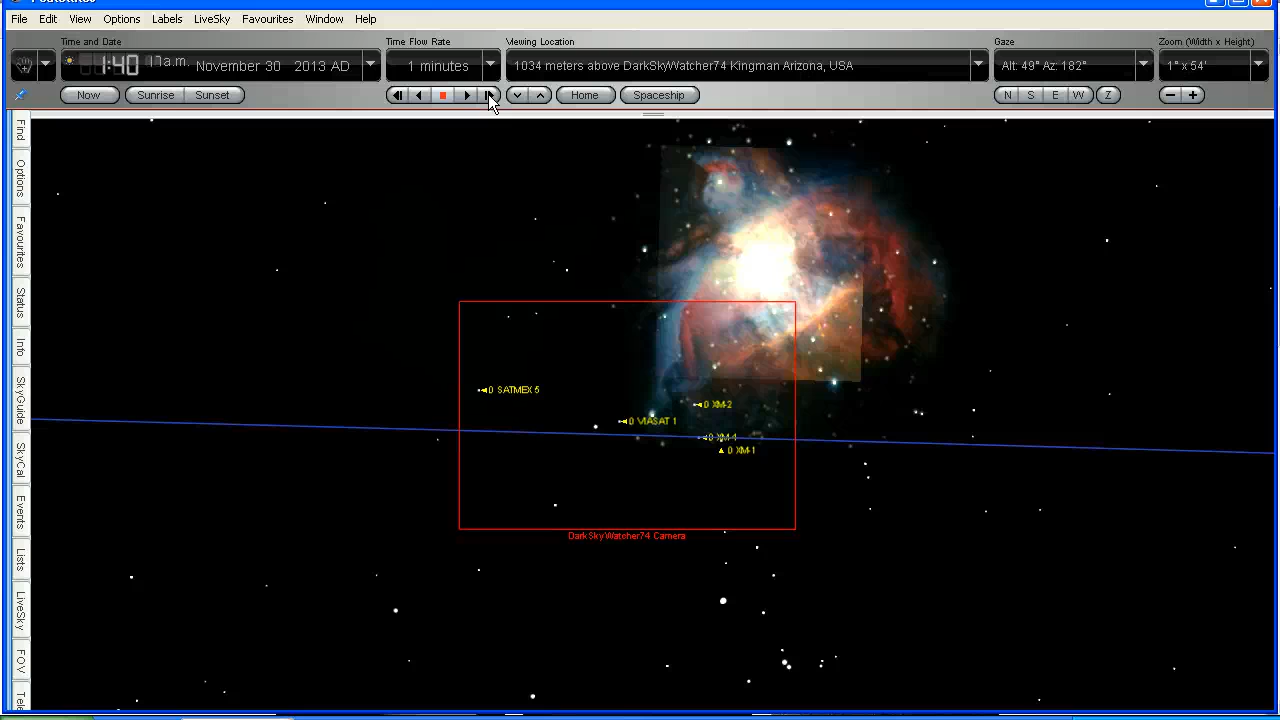 File Edit View Options Labels LiveSky Favourites Window Help
Time and Date Time Flow Rate Viewing Location Gaze Zoom (Width x Height)
1:40 a.m. November 30 2013 AD 1 minutes 1034 meters above DarkSkyWatcher74 Kingman Arizona, USA Alt: 49° Az: 182° 1° x 54'
Now Sunrise Sunset Home Spaceship N S E W Z
Find
Options
Favourites
Status
Info
SkyGuide
SkyCal
Events
Lists
LiveSky
FOV
0 SATMEX 5
0 XM-2
0 VIASAT 1
0 XM-4
0 XM-1
DarkSkyWatcher74 Camera